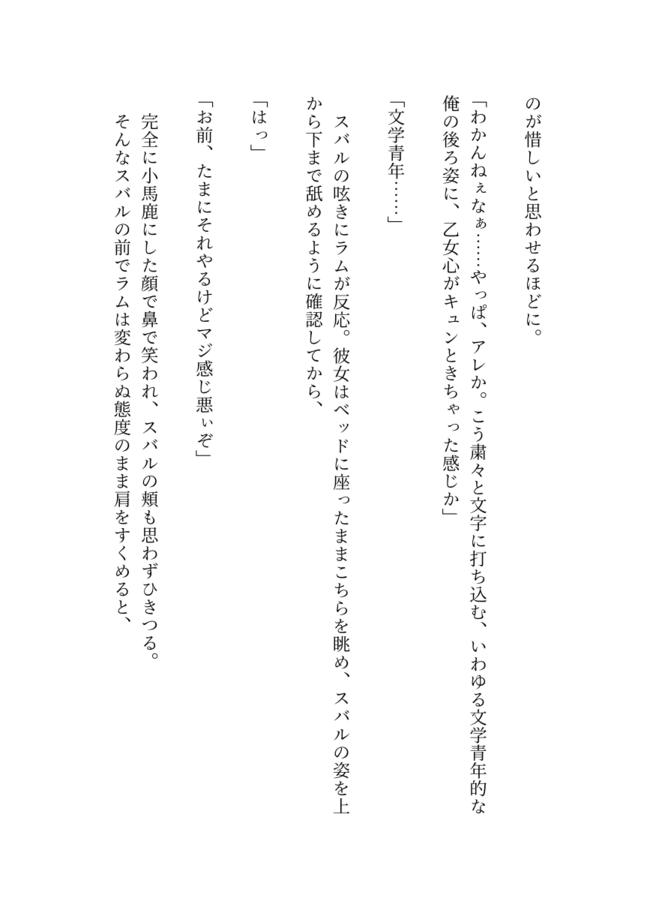 のが惜しいと思わせるほどに。
「わかんねぇなぁ……やっぱ、アレか。こう粛々と文字に打ち込む、いわゆる文学青年的な
俺の後ろ姿に、乙女心がキュンときちゃった感じか」
「文学青年……」
スバルの呟きにラムが反応。彼女はベッドに座ったままこちらを眺め、スバルの姿を上
から下まで舐めるように確認してから、
「はっ」
「お前、たまにそれやるけどマジ感じ悪ぃぞ」
完全に小馬鹿にした顔で鼻で笑われ、スバルの頬も思わずひきつる。
そんなスバルの前でラムは変わらぬ態度のまま肩をすくめると、